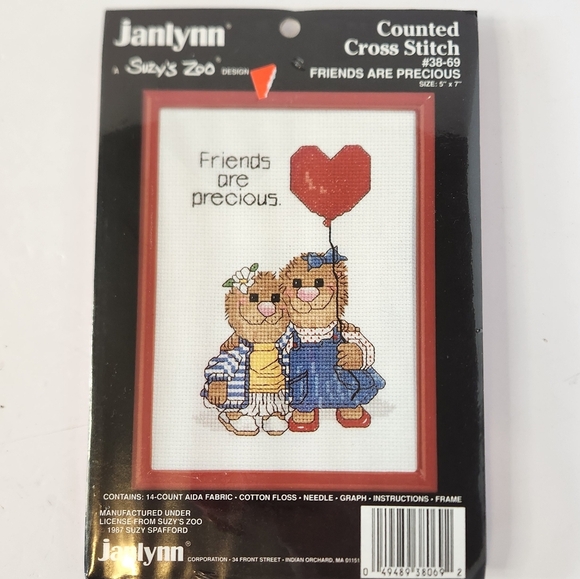 Janlynn®
a Suzy's Zoo® DESIGN
Counted
Cross Stitch
#38-69
FRIENDS ARE PRECIOUS
SIZE: 5" x 7"
Friends
are
precious.
CONTAINS: 14-COUNT AIDA FABRIC • COTTON FLOSS • NEEDLE • GRAPH • INSTRUCTIONS • FRAME
MANUFACTURED UNDER
LICENSE FROM SUZY'S ZOO
1987 SUZY SPAFFORD
Janlynn® CORPORATION • 34 FRONT STREET • INDIAN ORCHARD, MA 01151
0 49489 38069 2